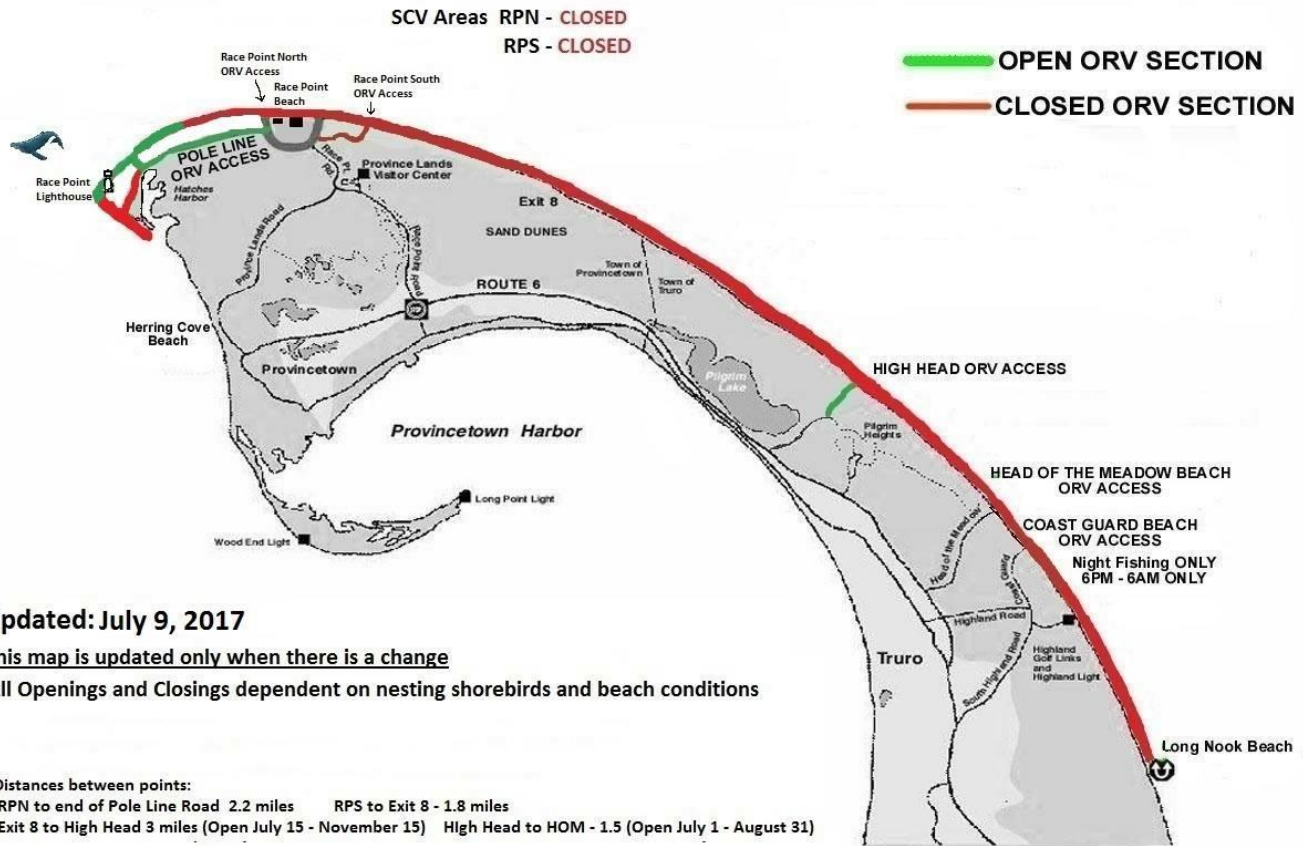 SCV Areas RPN - CLOSED
RPS - CLOSED
OPEN ORV SECTION
CLOSED ORV SECTION
Race Point North
ORV Access
Race Point
Beach
Race Point South
ORV Access
POLE LINE
ORV ACCESS
Race Pt. Rd.
Province Lands
Visitor Center
Race Point
Lighthouse
Hatches
Harbor
Exit 8
SAND DUNES
Province Lands Road
Race Point Road
Town of
Provincetown
Town of
Truro
ROUTE 6
Herring Cove
Beach
Provincetown
Pilgrim
Lake
HIGH HEAD ORV ACCESS
Pilgrim
Heights
Provincetown Harbor
HEAD OF THE MEADOW BEACH
ORV ACCESS
Long Point Light
Wood End Light
Head of the Meadow
COAST GUARD BEACH
ORV ACCESS
Night Fishing ONLY
6PM - 6AM ONLY
Coast Guard
Highland Road
Truro
South Highland Road
Highland
Golf Links
and
Highland Light
Long Nook Beach
pdated: July 9, 2017
his map is updated only when there is a change
ll Openings and Closings dependent on nesting shorebirds and beach conditions
Distances between points:
RPN to end of Pole Line Road 2.2 miles RPS to Exit 8 - 1.8 miles
Exit 8 to High Head 3 miles (Open July 15 - November 15) HIgh Head to HOM - 1.5 (Open July 1 - August 31)